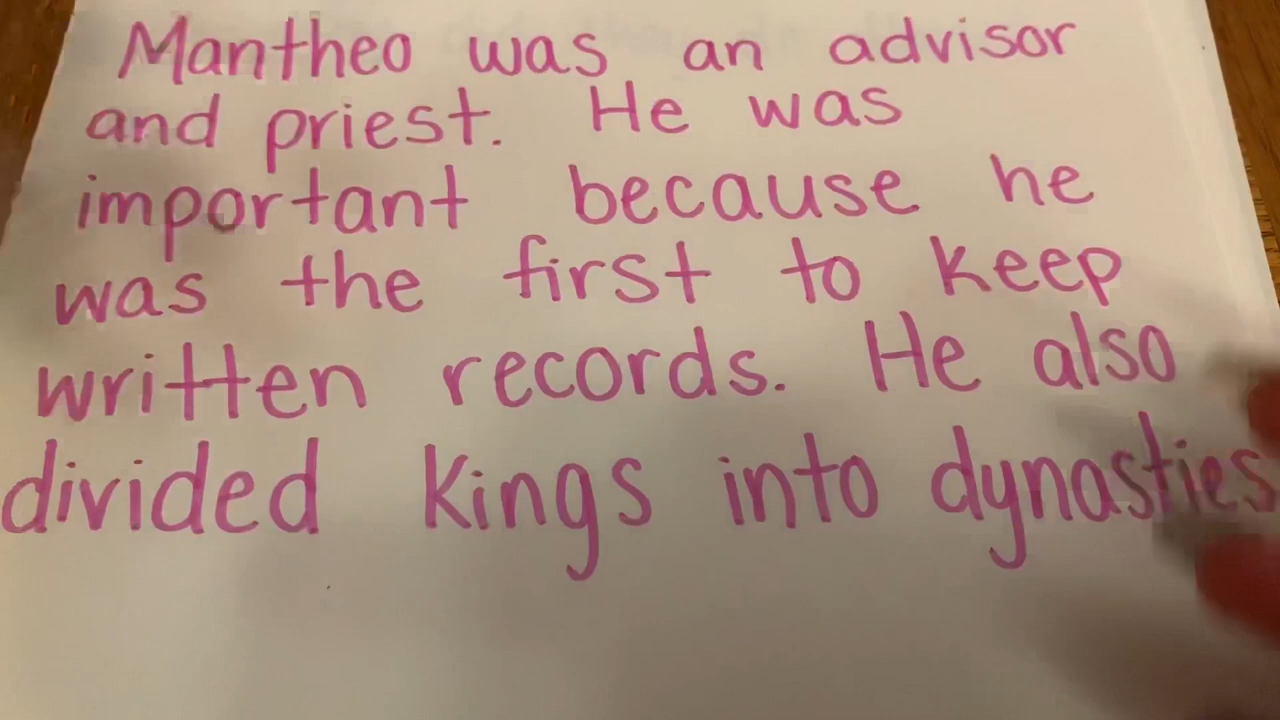 Mantheo was an advisor
and priest. He was
important because he
was the first to keep
written records. He also
divided kings into dynasties